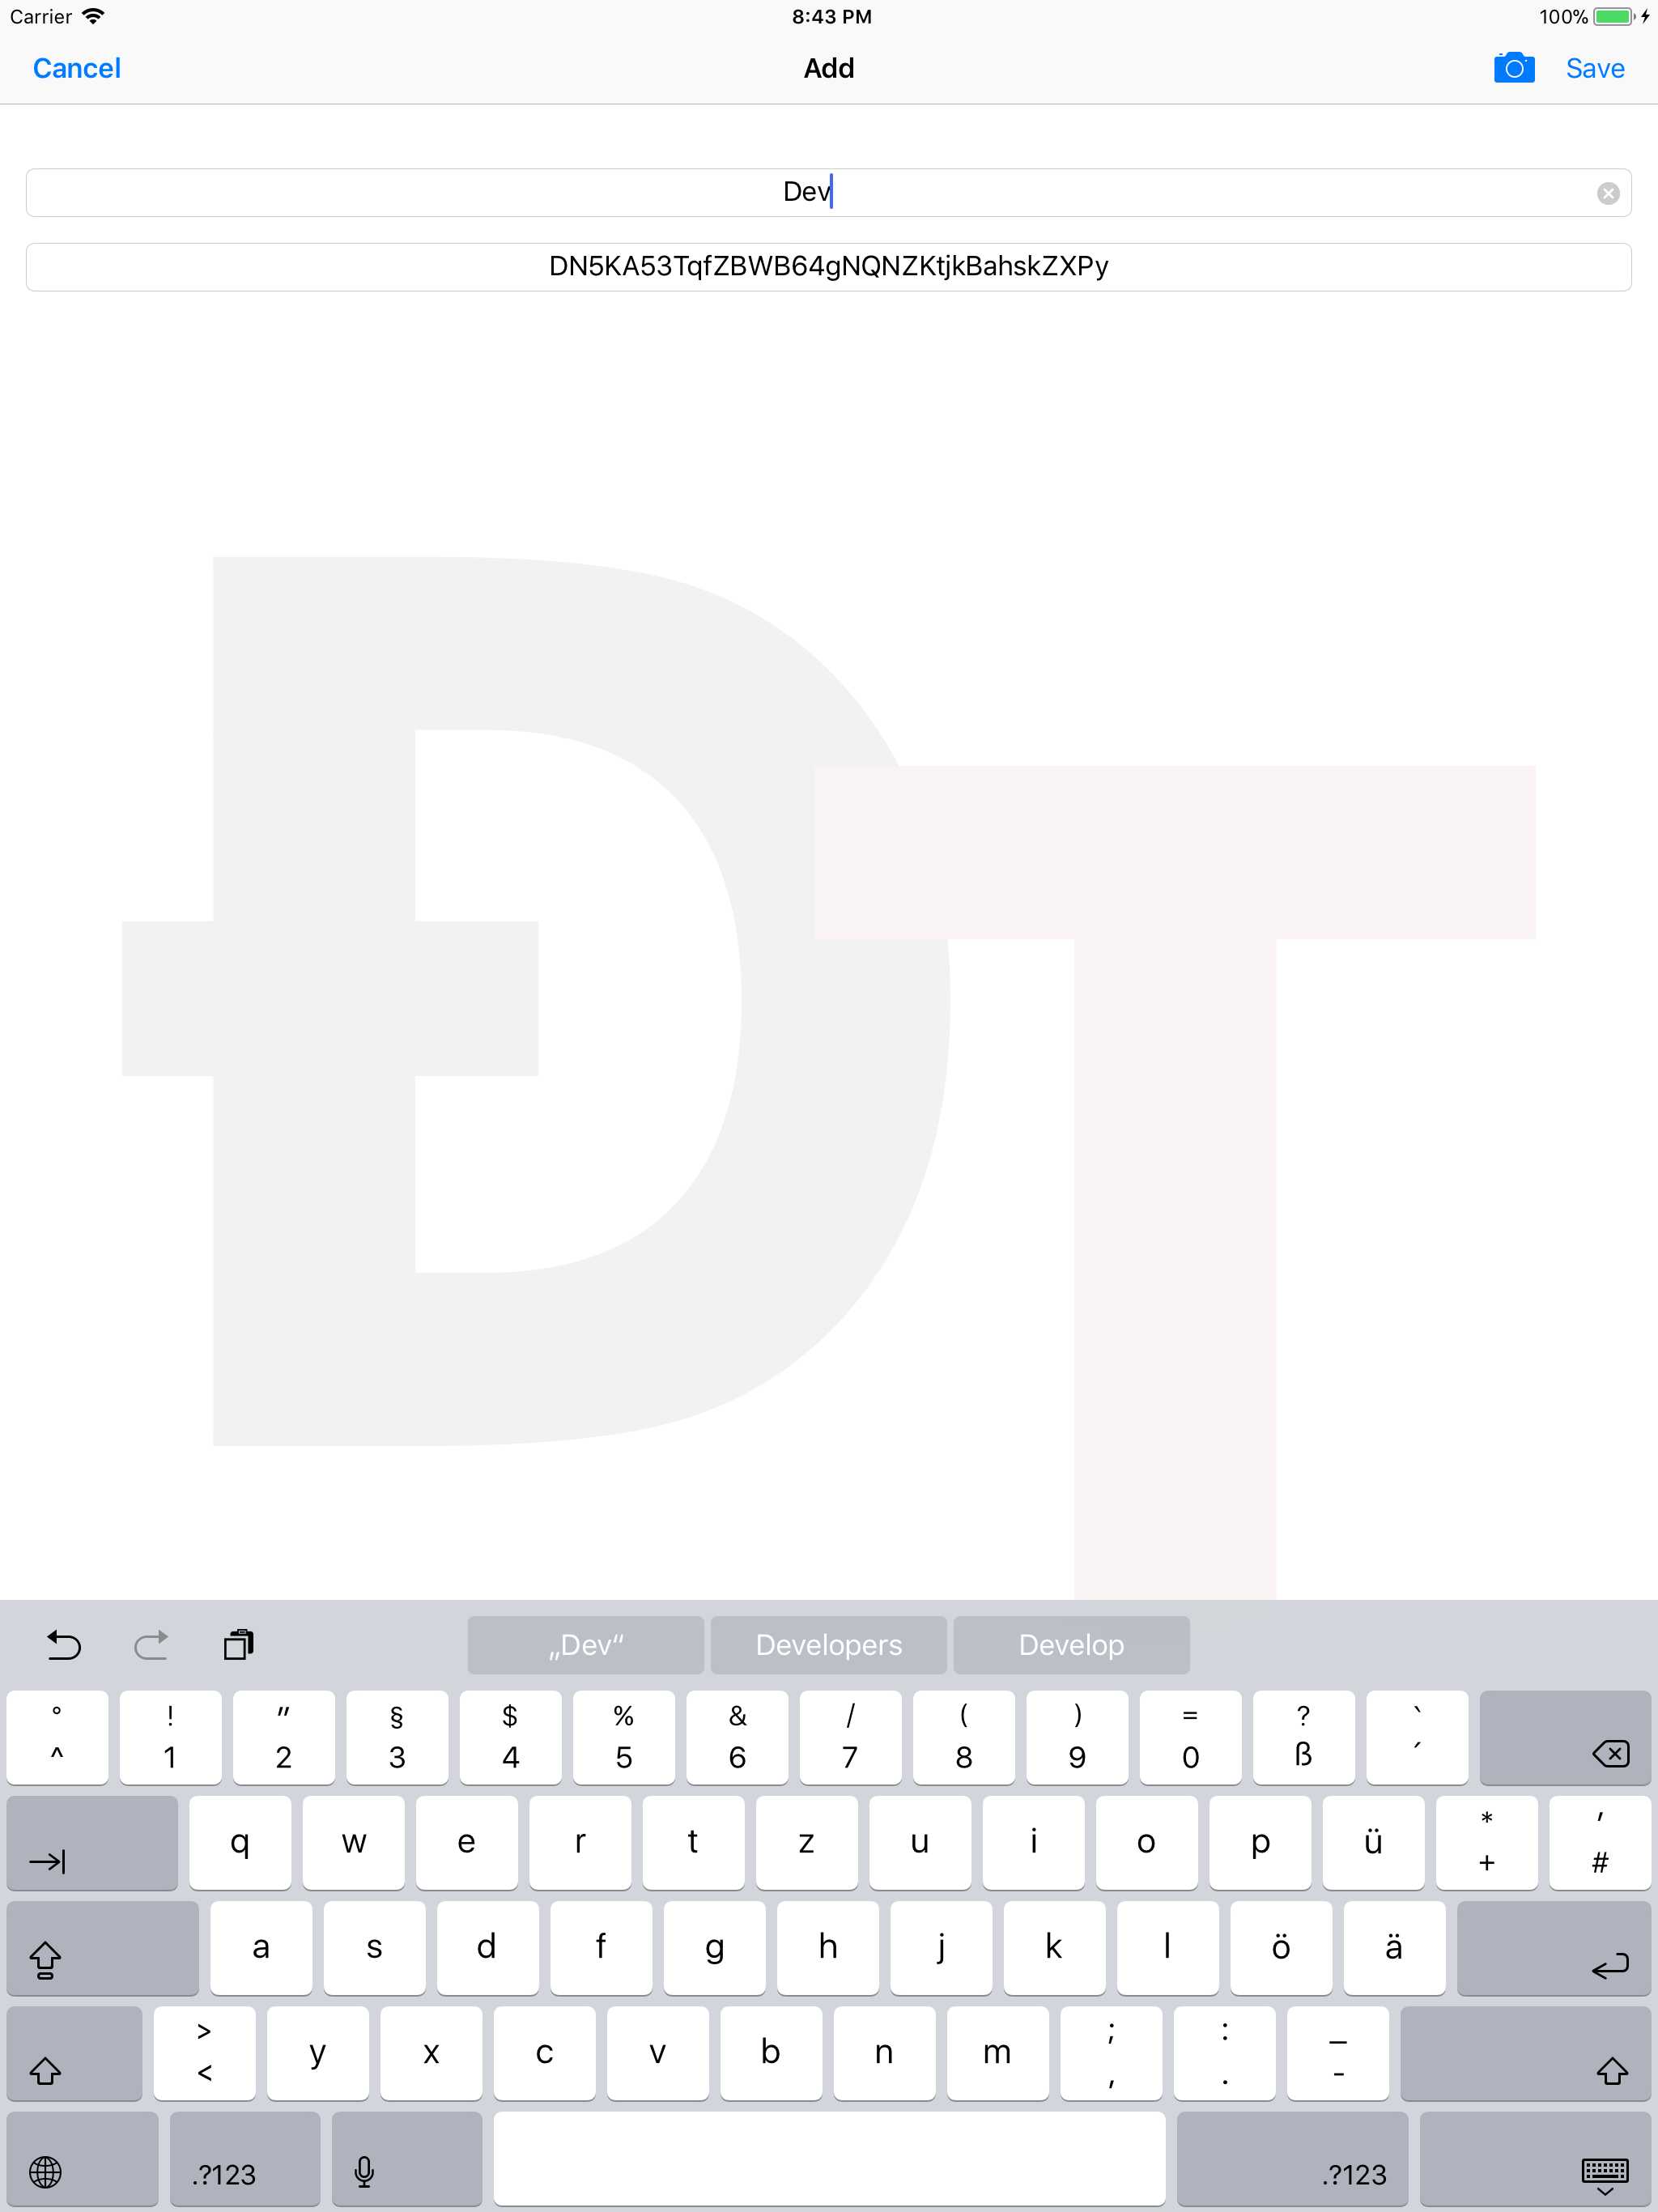 Carrier 8:43 PM 100%
Cancel Add Save
Dev
DN5KA53TqfZBWB64gNQNZKtjkBahskZXPy
ÐT
„Dev“ Developers Develop
° ! " § $ % & / ( ) = ? `
^ 1 2 3 4 5 6 7 8 9 0 ß ´
q w e r t z u i o p ü * + ' #
a s d f g h j k l ö ä
> < y x c v b n m ; , : . _ -
.?123 .?123